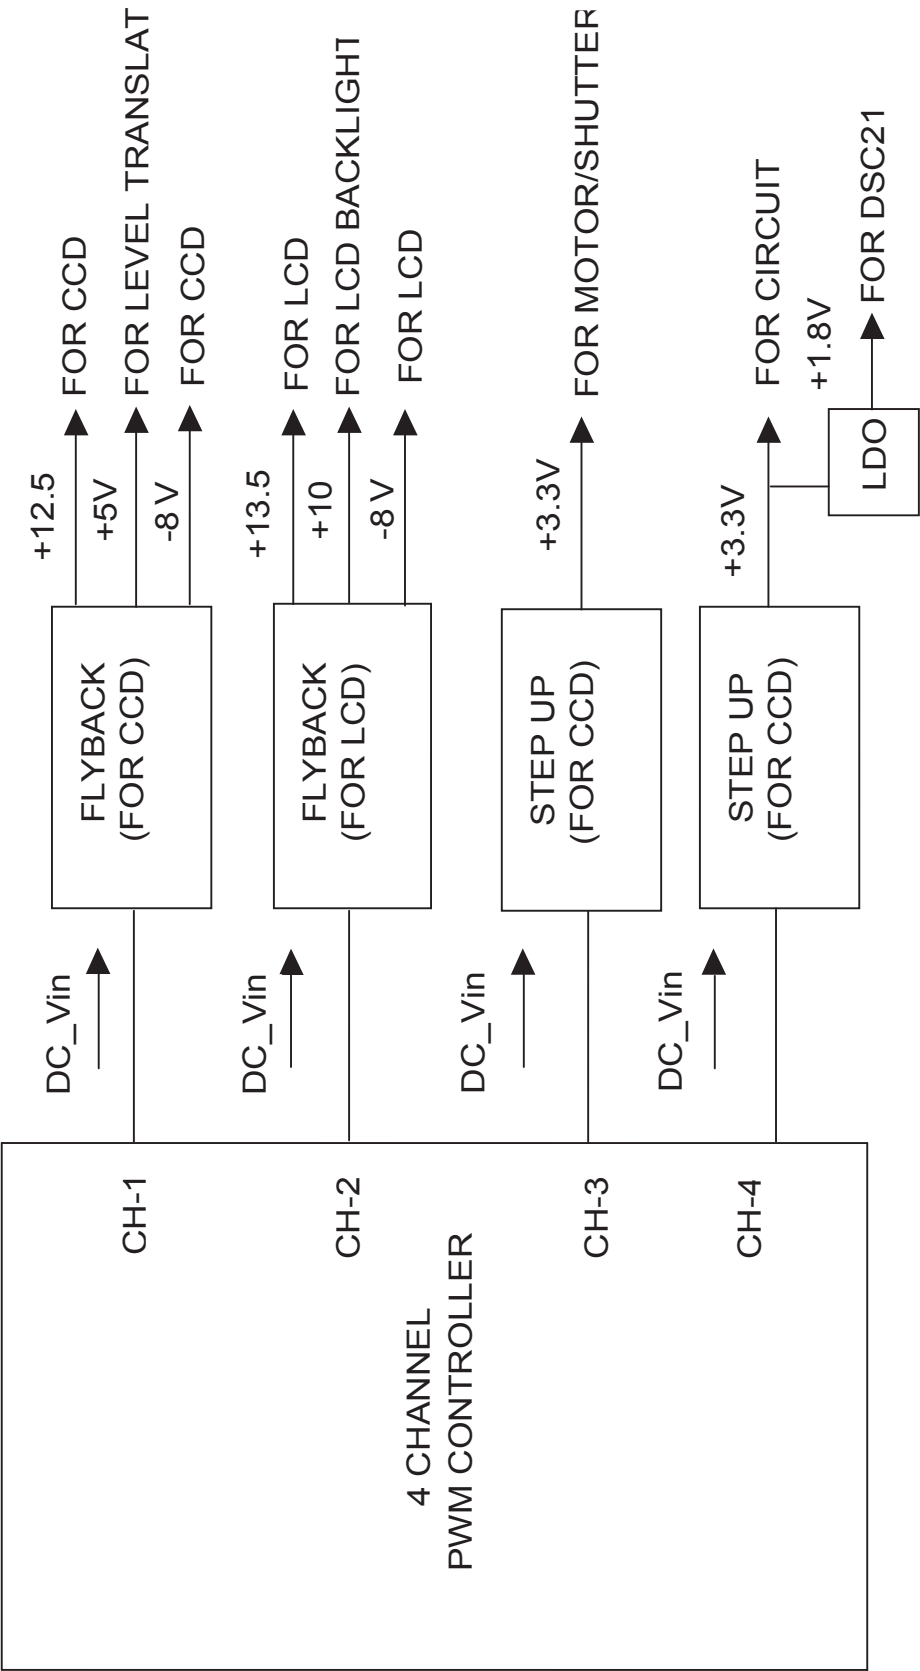 4 CHANNEL
PWM CONTROLLER
CH-1
CH-2
CH-3
CH-4
DC_Vin
DC_Vin
DC_Vin
DC_Vin
FLYBACK
(FOR CCD)
FLYBACK
(FOR LCD)
STEP UP
(FOR CCD)
STEP UP
(FOR CCD)
+12.5
FOR CCD
+5V
FOR LEVEL TRANSLAT
-8 V
FOR CCD
+13.5
FOR LCD
+10
FOR LCD BACKLIGHT
-8 V
FOR LCD
+3.3V
FOR MOTOR/SHUTTER
+3.3V
FOR CIRCUIT
LDO
+1.8V
FOR DSC21